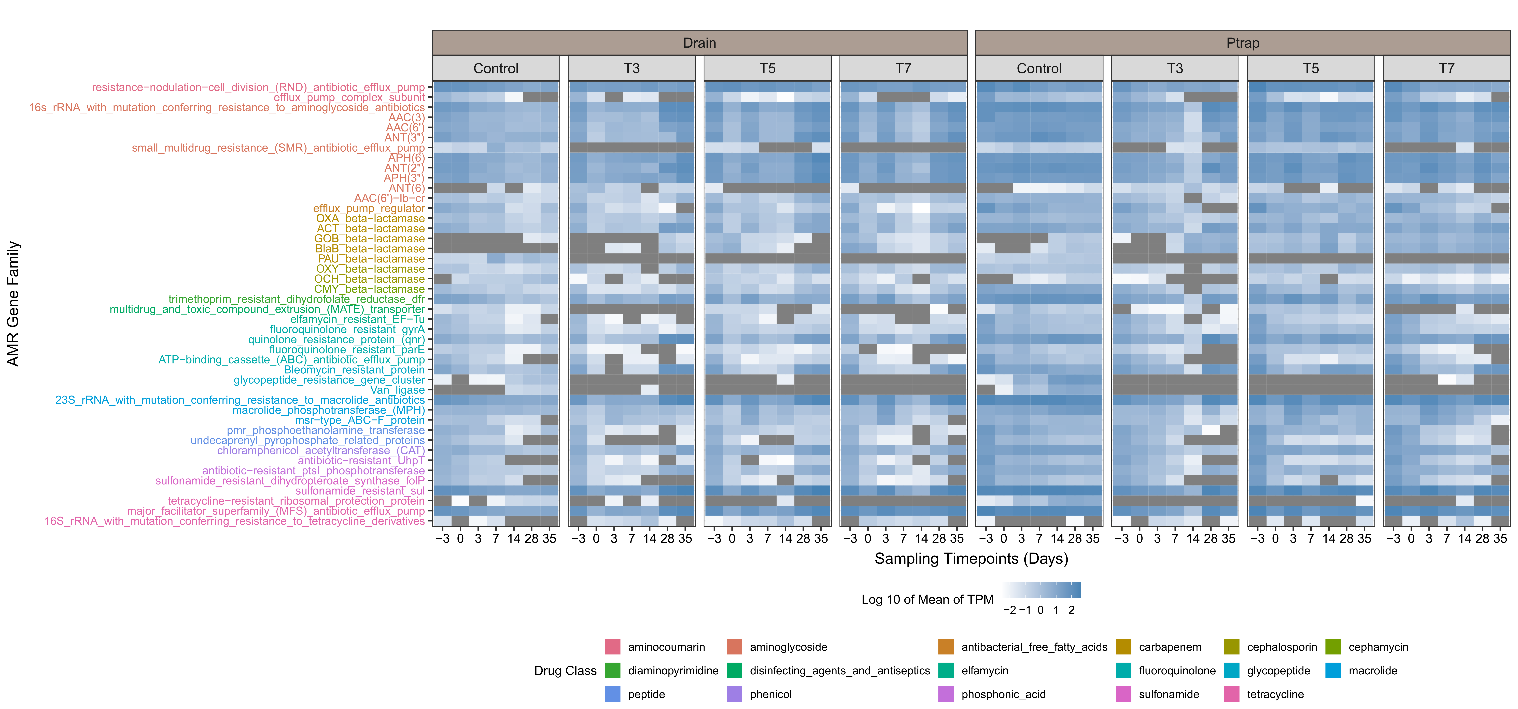 Drain Ptrap
Control T3 T5 T7 Control T3 T5 T7
AMR Gene Family
resistance−nodulation−cell_division_(RND)_antibiotic_efflux_pump
efflux_pump_complex_subunit
16s_rRNA_with_mutation_conferring_resistance_to_aminoglycoside_antibiotics
AAC(3)
AAC(6')
ANT(3")
small_multidrug_resistance_(SMR)_antibiotic_efflux_pump
APH(6)
ANT(2")
APH(3")
ANT(6)
AAC(6')−Ib−cr
efflux_pump_regulator
OXA_beta−lactamase
ACT_beta−lactamase
GOB_beta−lactamase
BlaB_beta−lactamase
PAU_beta−lactamase
OXY_beta−lactamase
OCH_beta−lactamase
CMY_beta−lactamase
trimethoprim_resistant_dihydrofolate_reductase_dfr
multidrug_and_toxic_compound_extrusion_(MATE)_transporter
elfamycin_resistant_EF−Tu
fluoroquinolone_resistant_gyrA
quinolone_resistance_protein_(qnr)
fluoroquinolone_resistant_parE
ATP−binding_cassette_(ABC)_antibiotic_efflux_pump
Bleomycin_resistant_protein
glycopeptide_resistance_gene_cluster
Van_ligase
23S_rRNA_with_mutation_conferring_resistance_to_macrolide_antibiotics
macrolide_phosphotransferase_(MPH)
msr−type_ABC−F_protein
pmr_phosphoethanolamine_transferase
undecaprenyl_pyrophosphate_related_proteins
chloramphenicol_acetyltransferase_(CAT)
antibiotic−resistant_UhpT
antibiotic−resistant_ptsI_phosphotransferase
sulfonamide_resistant_dihydropteroate_synthase_folP
sulfonamide_resistant_sul
tetracycline−resistant_ribosomal_protection_protein
major_facilitator_superfamily_(MFS)_antibiotic_efflux_pump
16S_rRNA_with_mutation_conferring_resistance_to_tetracycline_derivatives
−3 0 3 7 14 28 35 −3 0 3 7 14 28 35 −3 0 3 7 14 28 35 −3 0 3 7 14 28 35 −3 0 3 7 14 28 35 −3 0 3 7 14 28 35 −3 0 3 7 14 28 35 −3 0 3 7 14 28 35
Sampling Timepoints (Days)
Log 10 of Mean of TPM
−2 −1 0 1 2
Drug Class
aminocoumarin aminoglycoside antibacterial_free_fatty_acids carbapenem cephalosporin cephamycin
diaminopyrimidine disinfecting_agents_and_antiseptics elfamycin fluoroquinolone glycopeptide macrolide
peptide phenicol phosphonic_acid sulfonamide tetracycline